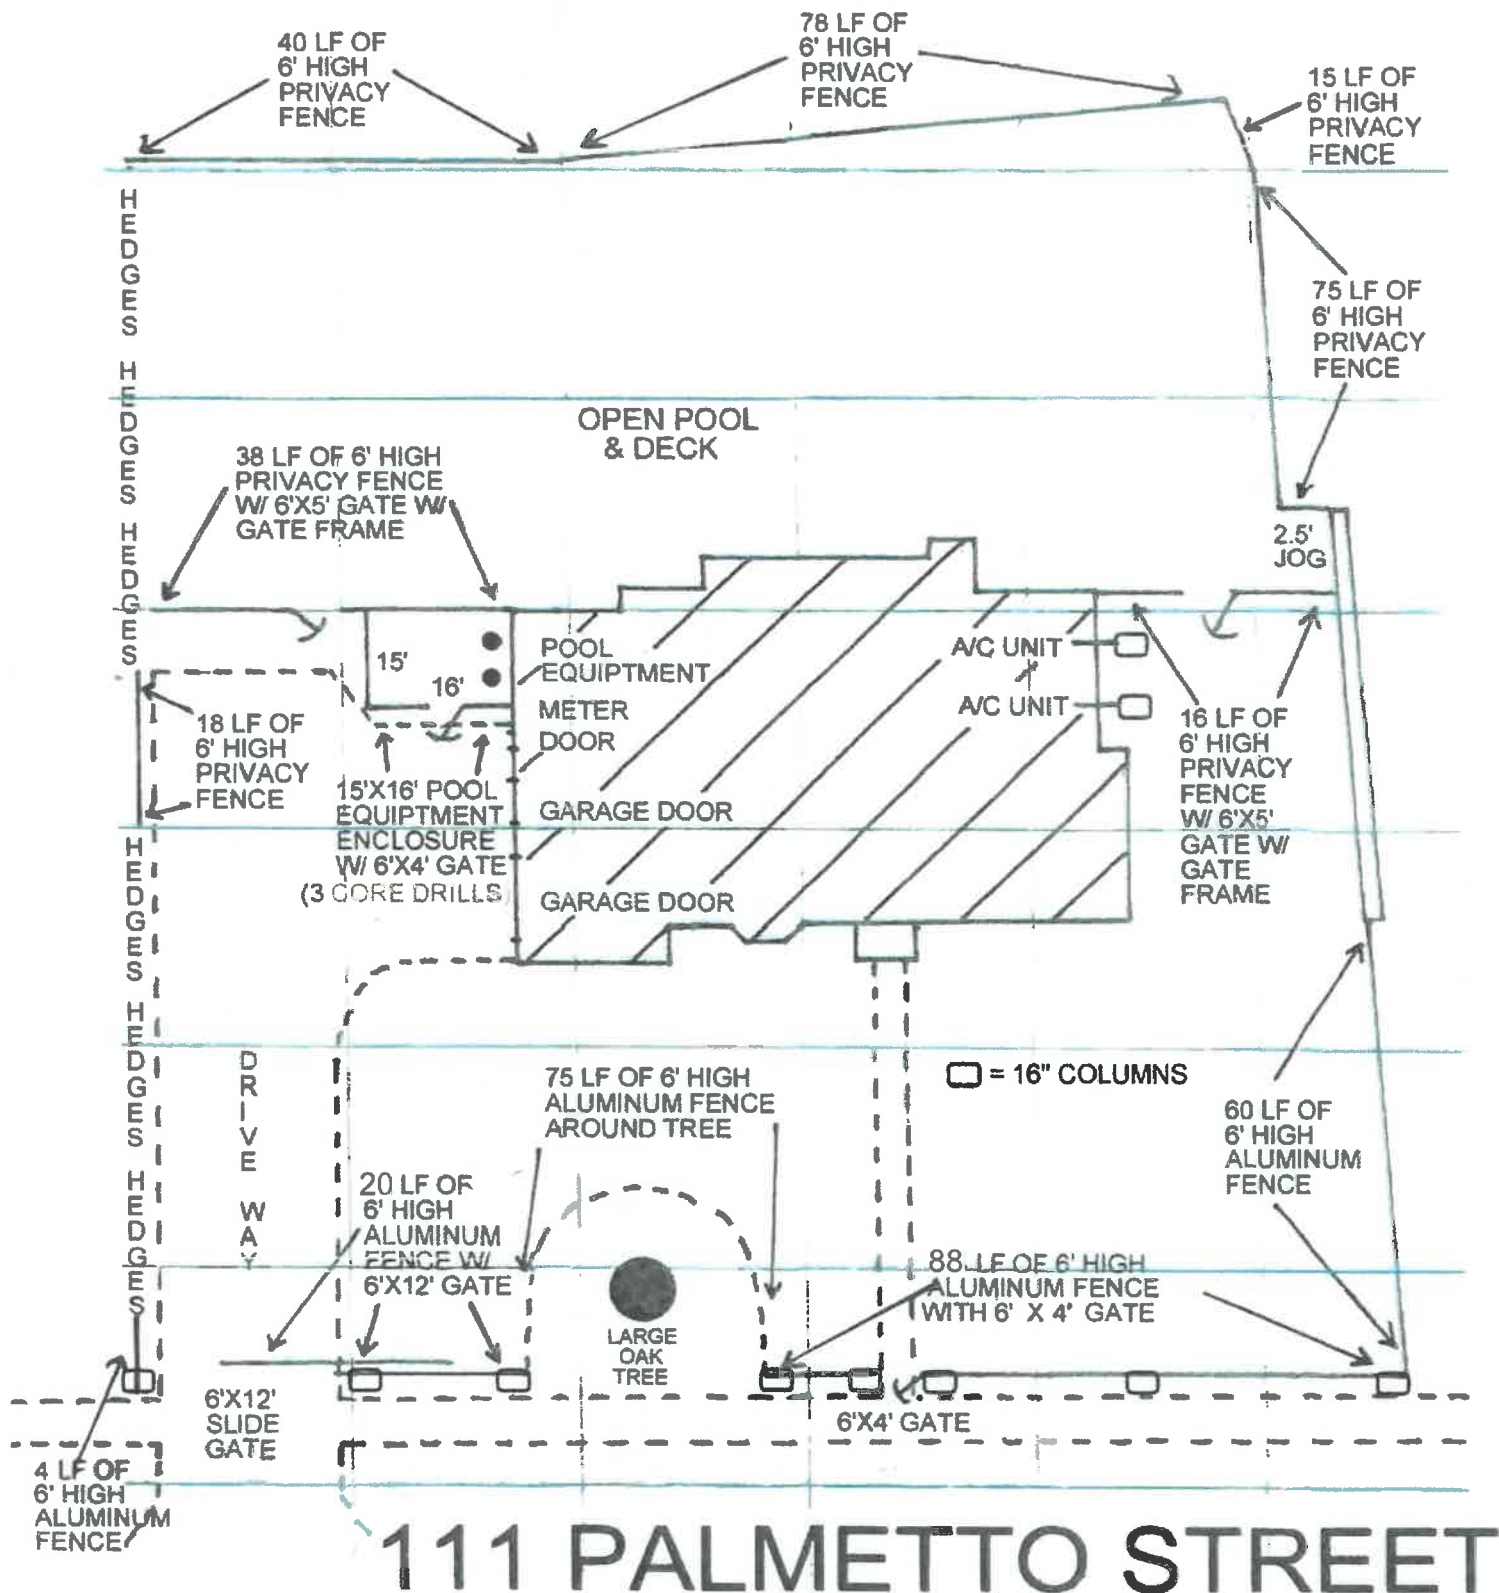 40 LF OF
6' HIGH
PRIVACY
FENCE
78 LF OF
6' HIGH
PRIVACY
FENCE
15 LF OF
6' HIGH
PRIVACY
FENCE
HEDGES HEDGES HEDGES
75 LF OF
6' HIGH
PRIVACY
FENCE
OPEN POOL
& DECK
38 LF OF 6' HIGH
PRIVACY FENCE
W/ 6'X5' GATE W/
GATE FRAME
2.5'
JOG
15'
16'
POOL
EQUIPTMENT
METER
DOOR
GARAGE DOOR
GARAGE DOOR
A/C UNIT
A/C UNIT
18 LF OF
6' HIGH
PRIVACY
FENCE
15'X16' POOL
EQUIPTMENT
ENCLOSURE
W/ 6'X4' GATE
(3 CORE DRILLS)
16 LF OF
6' HIGH
PRIVACY
FENCE
W/ 6'X5'
GATE W/
GATE
FRAME
HEDGES HEDGES HEDGES
DRIVE WAY
75 LF OF 6' HIGH
ALUMINUM FENCE
AROUND TREE
= 16" COLUMNS
60 LF OF
6' HIGH
ALUMINUM
FENCE
20 LF OF
6' HIGH
ALUMINUM
FENCE W/
6'X12' GATE
88 LF OF 6' HIGH
ALUMINUM FENCE
WITH 6' X 4' GATE
LARGE
OAK
TREE
6'X12'
SLIDE
GATE
6'X4' GATE
4 LF OF
6' HIGH
ALUMINUM
FENCE
111 PALMETTO STREET